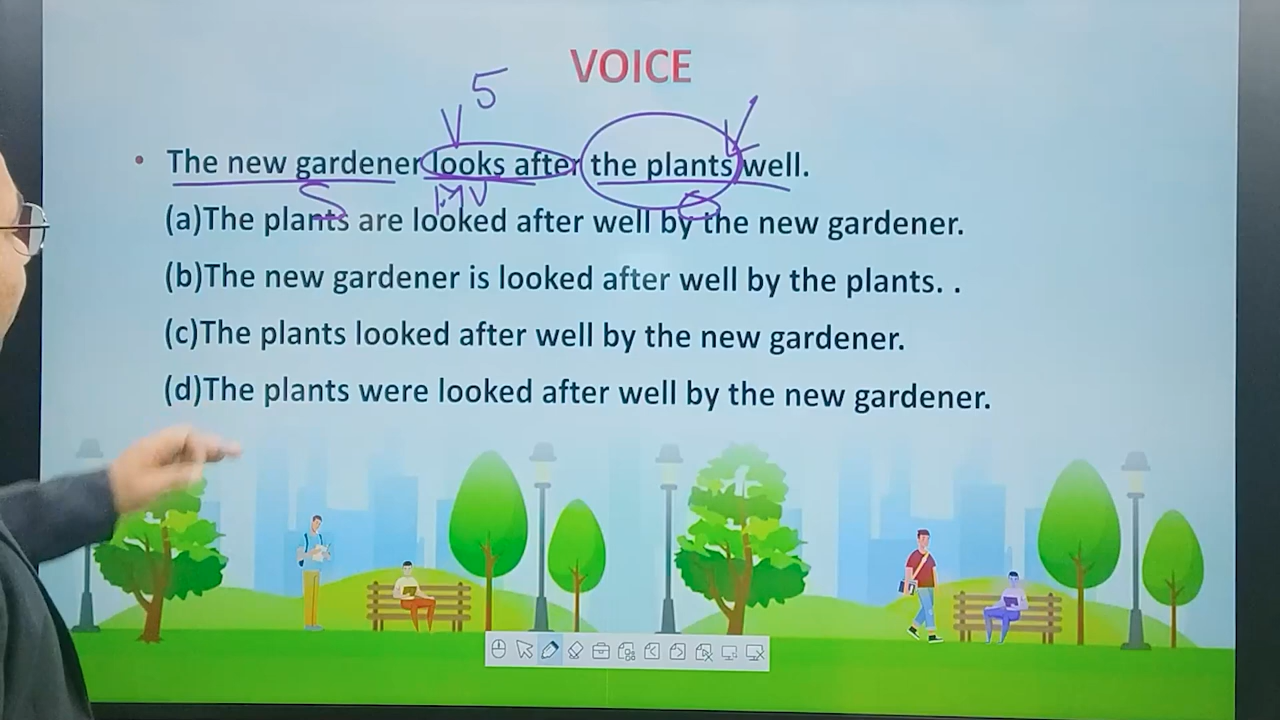 VOICE
5
• The new gardener looks after the plants well.
S MV O
(a)The plants are looked after well by the new gardener.
(b)The new gardener is looked after well by the plants. .
(c)The plants looked after well by the new gardener.
(d)The plants were looked after well by the new gardener.